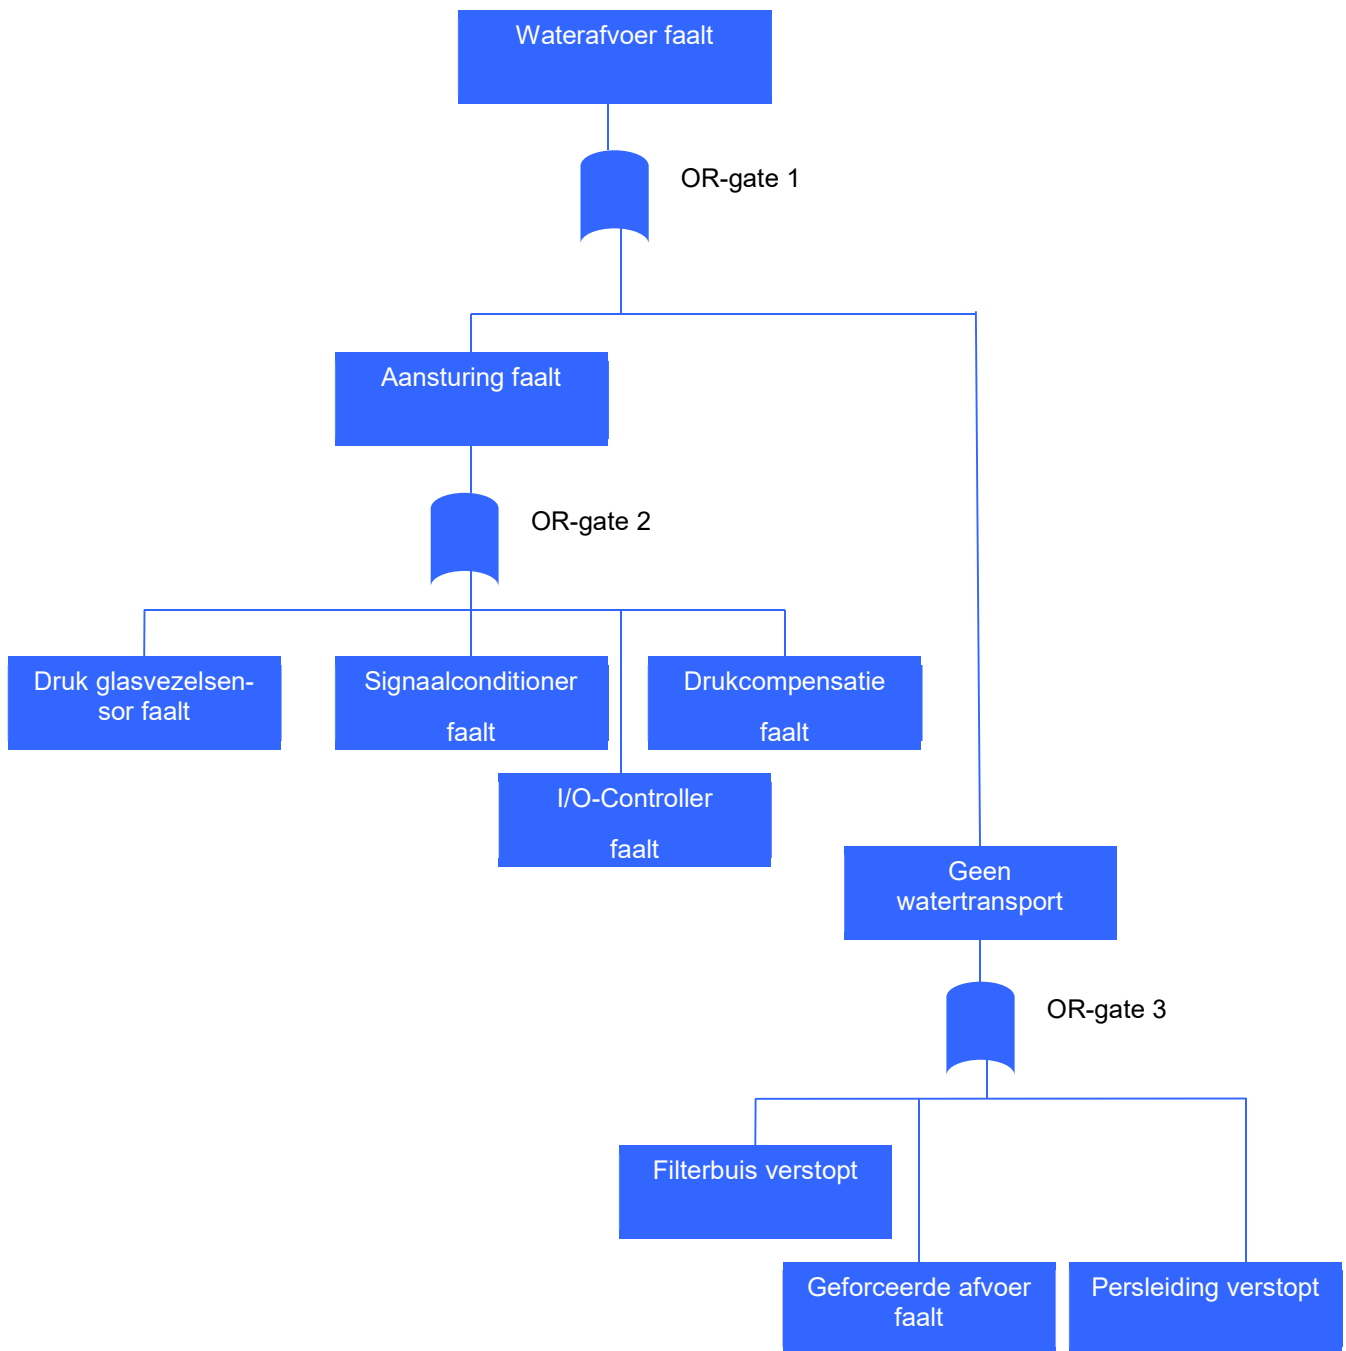 Waterafvoer faalt
OR-gate 1
Aansturing faalt
OR-gate 2
Druk glasvezelsen-
sor faalt
Signaalconditioner
faalt
Drukcompensatie
faalt
I/O-Controller
faalt
Geen
watertransport
OR-gate 3
Filterbuis verstopt
Geforceerde afvoer
faalt
Persleiding verstopt